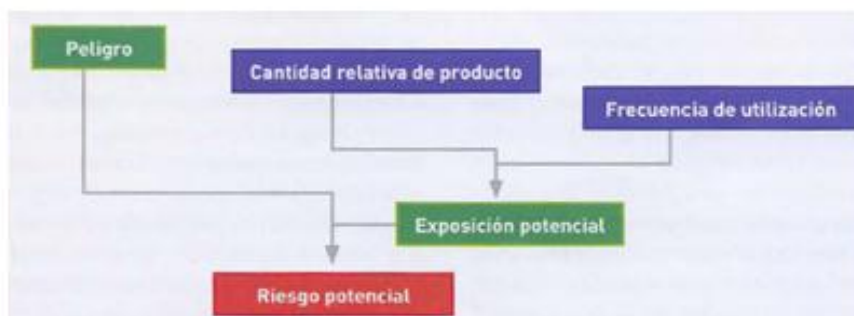 Peligro
Cantidad relativa de producto
Frecuencia de utilización
Exposición potencial
Riesgo potencial